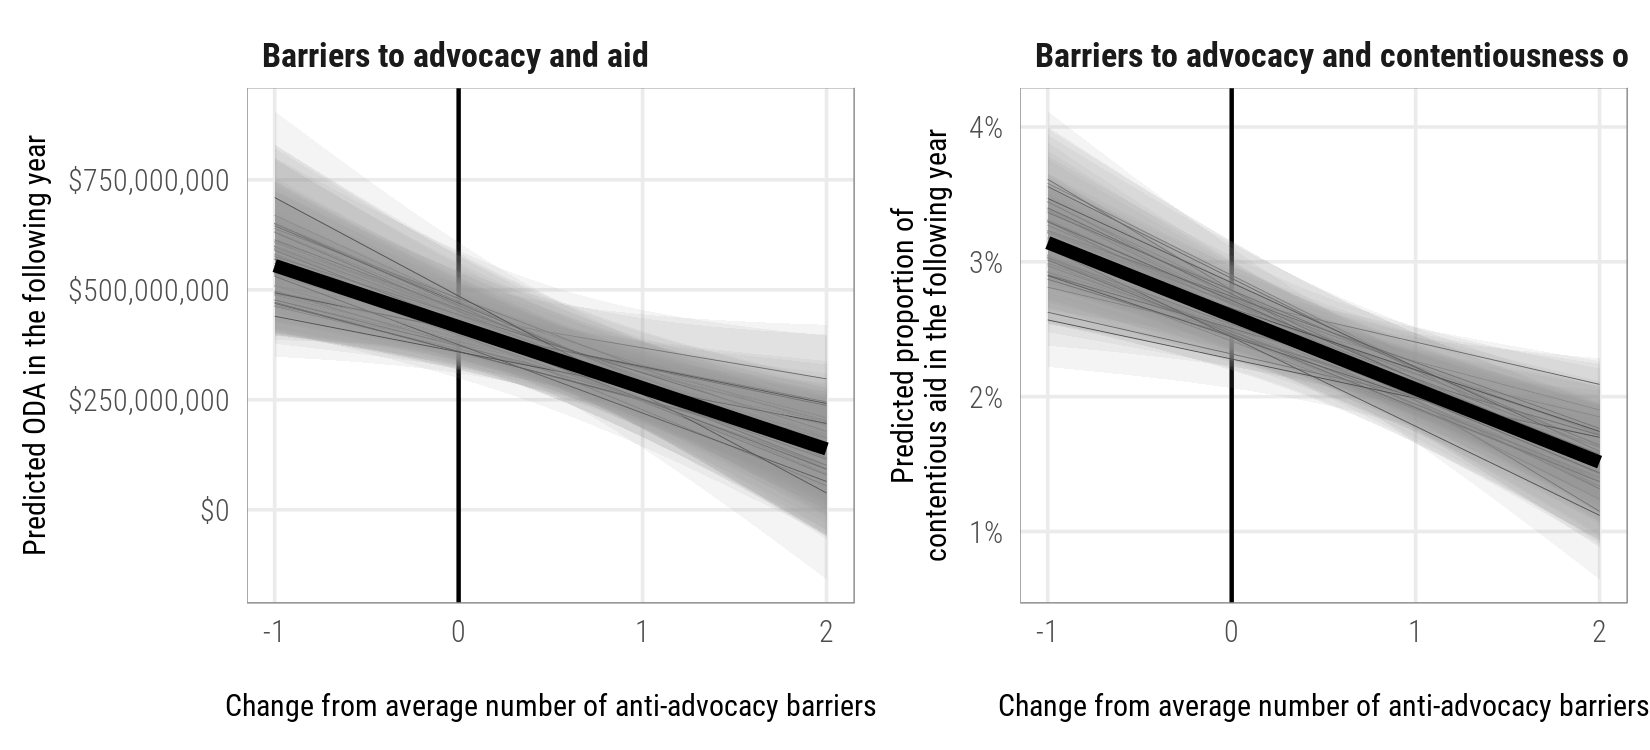 Barriers to advocacy and aid
Predicted ODA in the following year
$750,000,000
$500,000,000
$250,000,000
$0
-1 0 1 2
Change from average number of anti-advocacy barriers
Barriers to advocacy and contentiousness o
Predicted proportion of
contentious aid in the following year
4%
3%
2%
1%
-1 0 1 2
Change from average number of anti-advocacy barriers